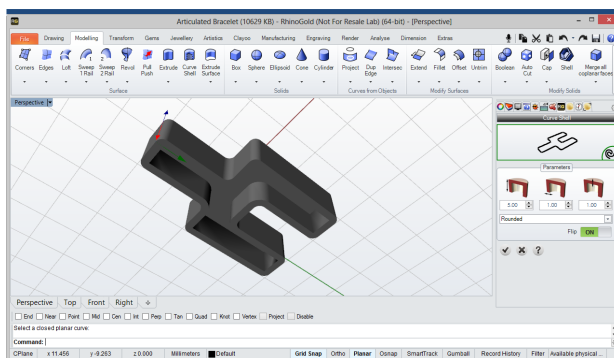 Articulated Bracelet (10629 KB) - RhinoGold (Not For Resale Lab) (64-bit) - [Perspective]
File Drawing Modelling Transform Gems Jewellery Artistics Clayoo Manufacturing Engraving Render Analyse Dimension Extras
Corners Edges Loft Sweep 1 Rail Sweep 2 Rail Revol Pull Push Extrude Curve Shell Extrude Surface Box Sphere Ellipsoid Cone Cylinder Project Dup Edge Intersec Extend Fillet Offset Untrim Boolean Auto Cut Cap Shell Merge all coplanar faces
Surface Solids Curves from Objects Modify Surfaces Modify Solids
Perspective
Curve Shell
Parameters
5.00 1.00 1.00
Rounded
Flip ON
Perspective Top Front Right
End Near Point Mid Cen Int Perp Tan Quad Knot Vertex Project Disable
Select a closed planar curve:
Command:
CPlane x 11.456 y -9.263 z 0.000 Millimeters Default Grid Snap Ortho Planar Osnap SmartTrack Gumball Record History Filter Available physical ...